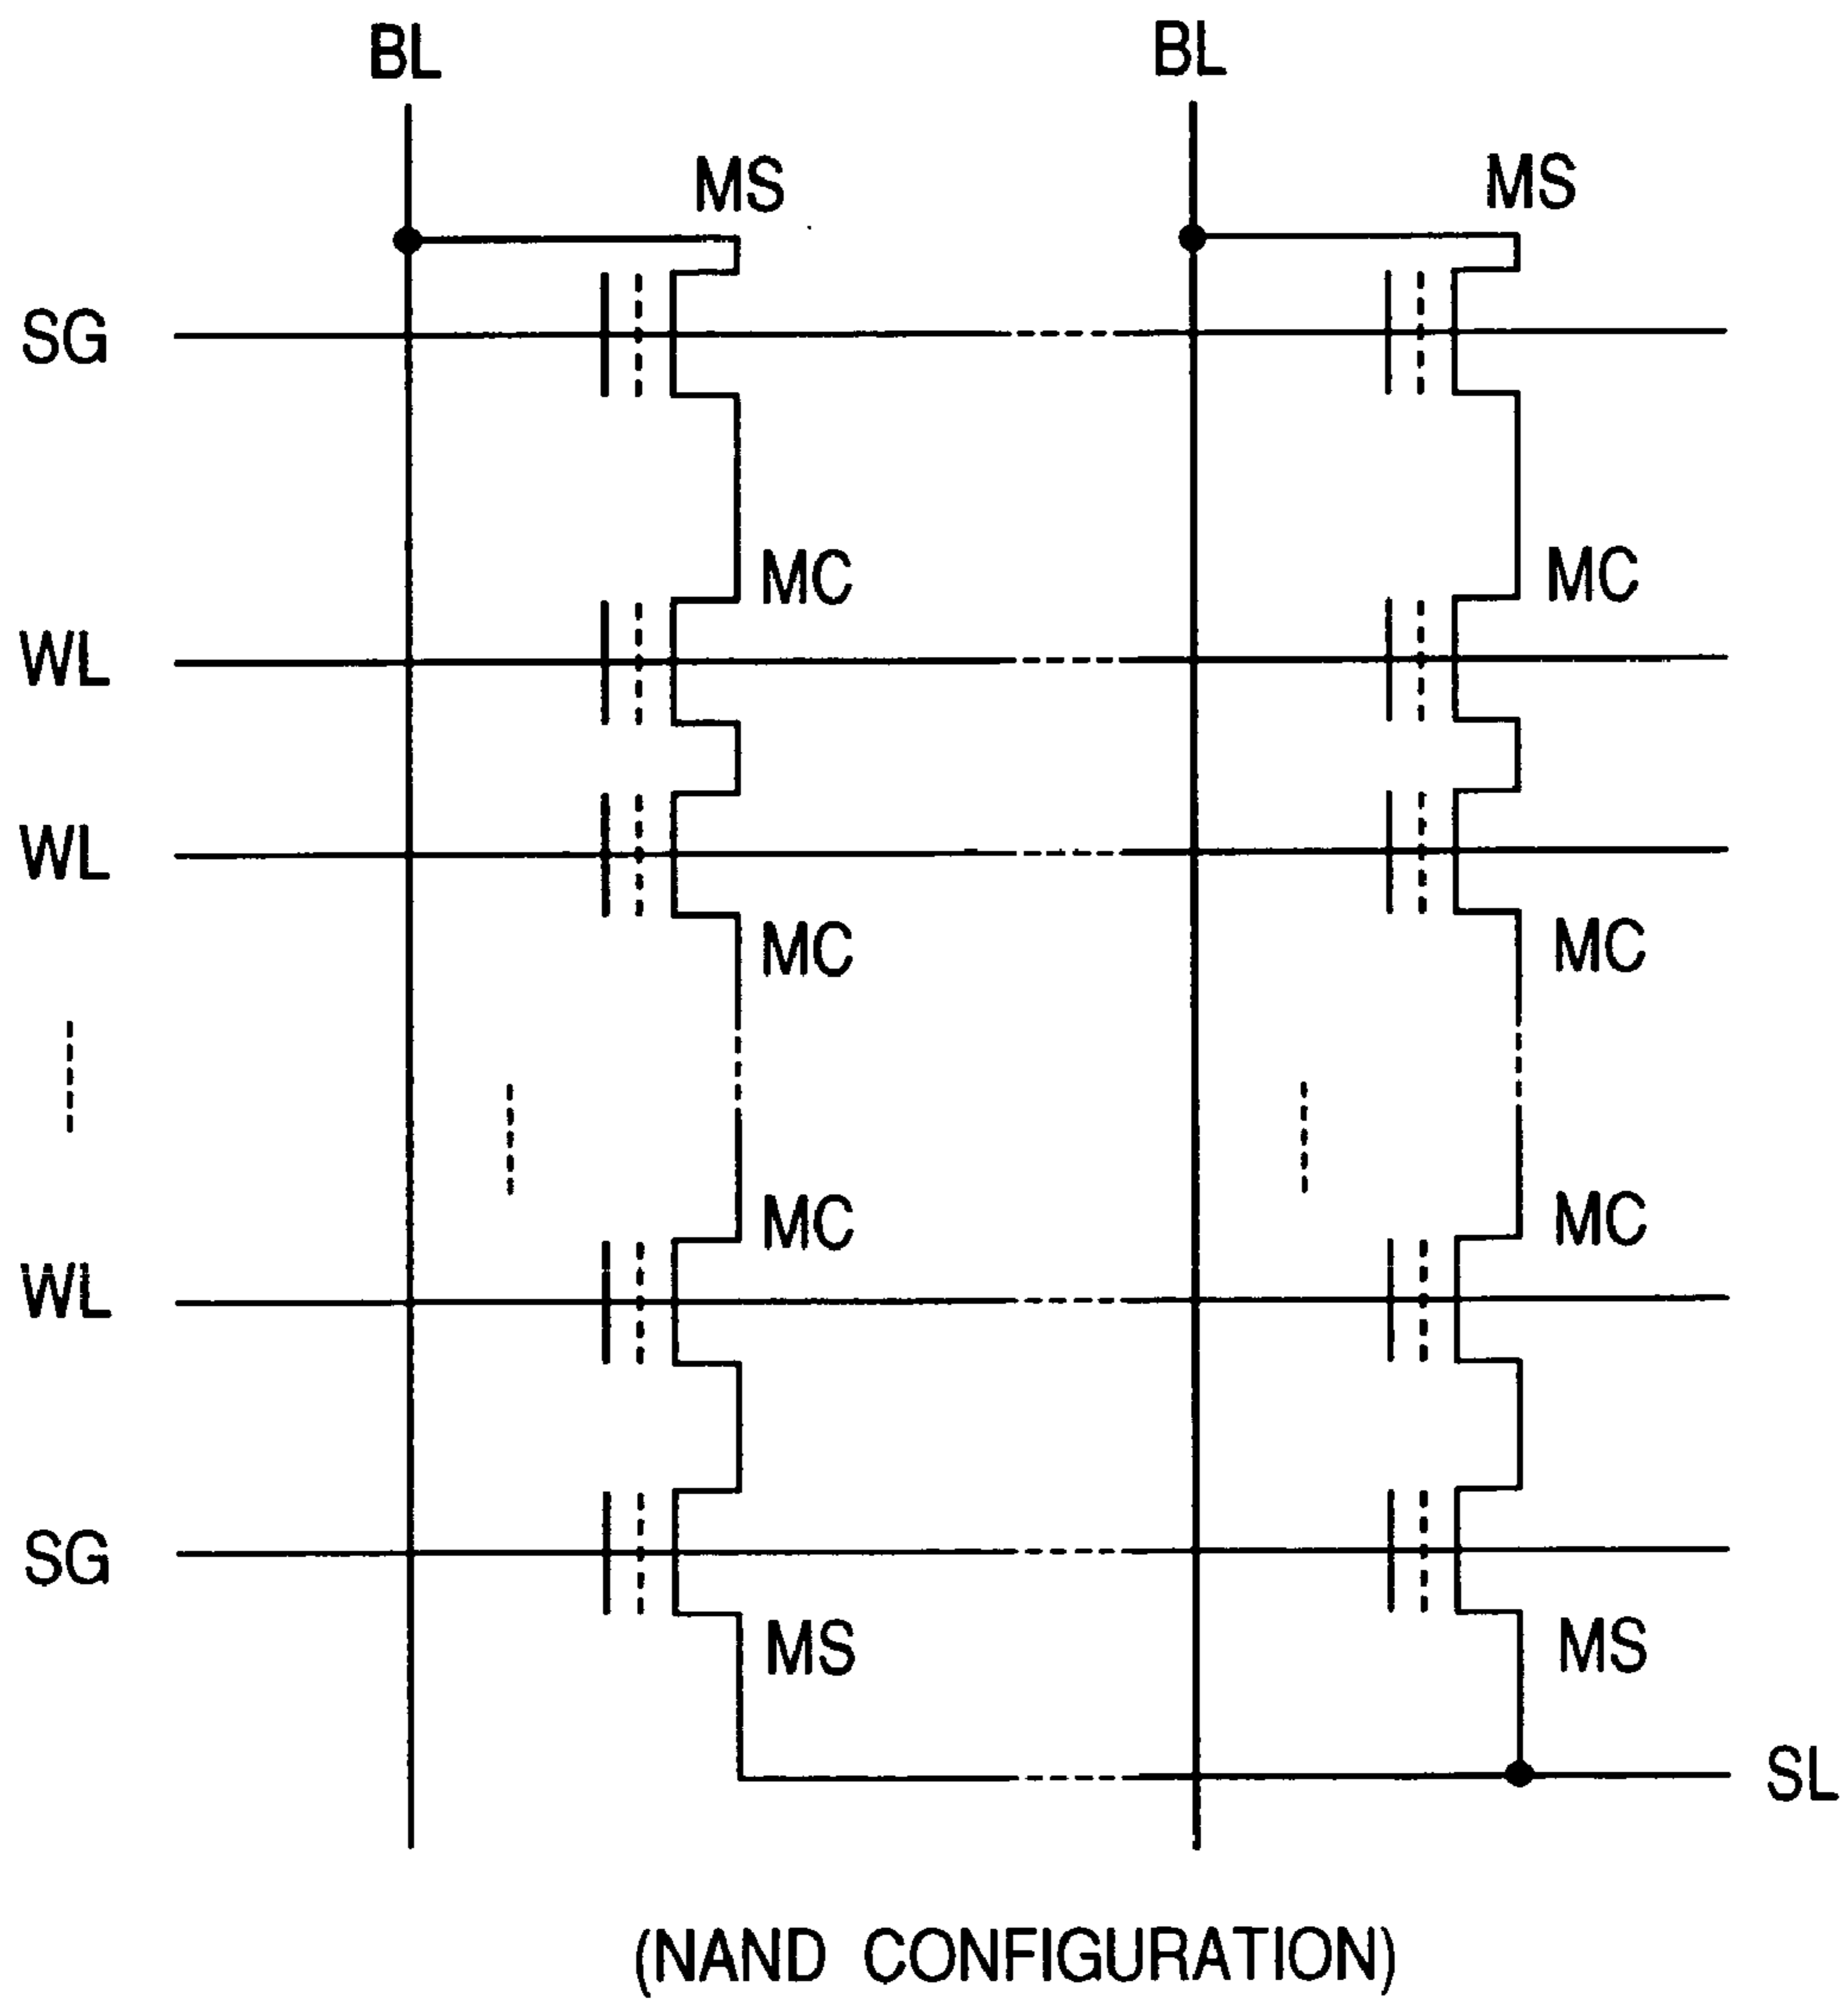 BL BL
MS MS
SG
MC MC
WL
WL
MC MC
MC MC
WL
SG
MS MS
SL
(NAND CONFIGURATION)